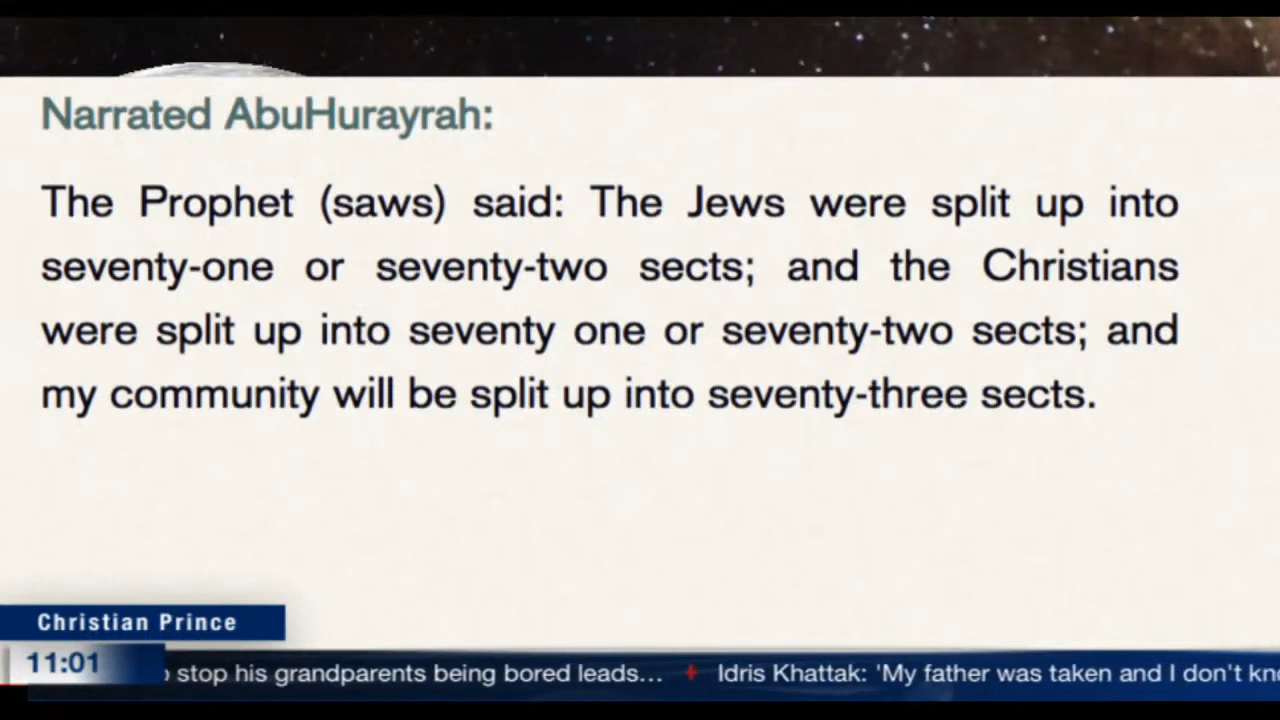 Narrated AbuHurayrah:
The Prophet (saws) said: The Jews were split up into
seventy-one or seventy-two sects; and the Christians
were split up into seventy one or seventy-two sects; and
my community will be split up into seventy-three sects.
Christian Prince
11:01
stop his grandparents being bored leads... Idris Khattak: 'My father was taken and I don't